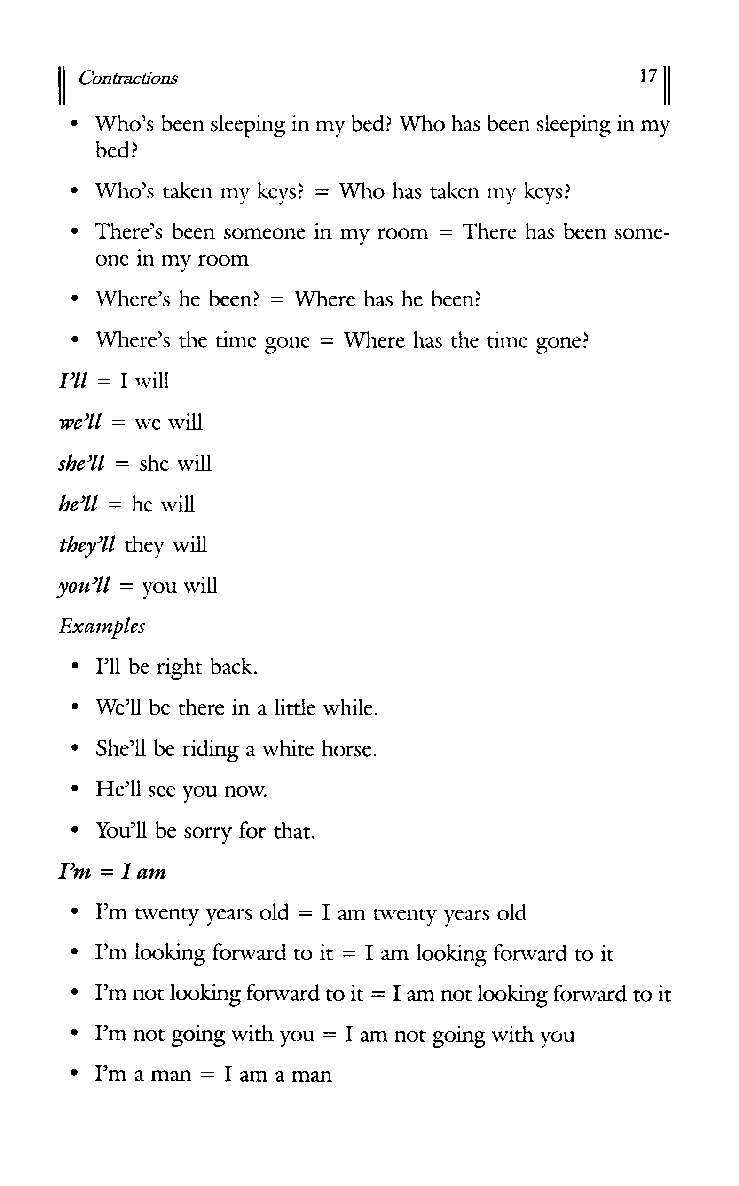 Contractions 17
• Who's been sleeping in my bed? Who has been sleeping in my
bed?
• Who's taken my keys? = Who has taken my keys?
• There's been someone in my room = There has been some-
one in my room
• Where's he been? = Where has he been?
• Where's the time gone = Where has the time gone?
I'll = I will
we'll = we will
she'll = she will
he'll = he will
they'll they will
you'll = you will
Examples
• I'll be right back.
• We'll be there in a little while.
• She'll be riding a white horse.
• He'll see you now.
• You'll be sorry for that.
I'm = I am
• I'm twenty years old = I am twenty years old
• I'm looking forward to it = I am looking forward to it
• I'm not looking forward to it = I am not looking forward to it
• I'm not going with you = I am not going with you
• I'm a man = I am a man